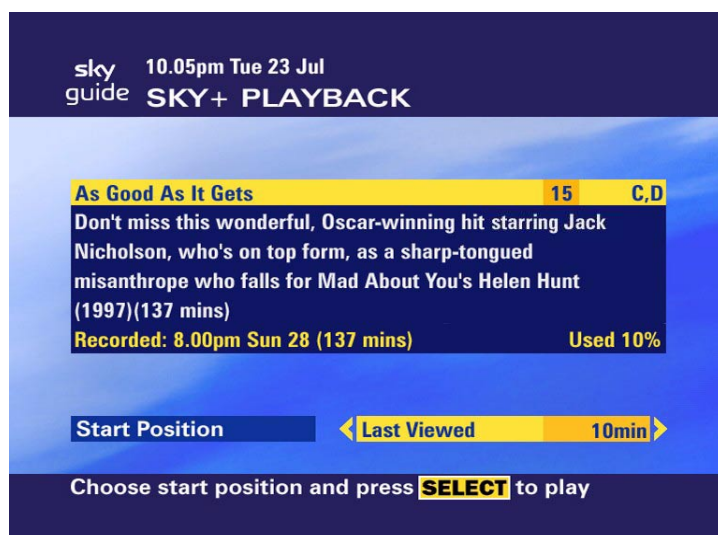 sky 10.05pm Tue 23 Jul
guide SKY+ PLAYBACK
As Good As It Gets 15 C,D
Don't miss this wonderful, Oscar-winning hit starring Jack
Nicholson, who's on top form, as a sharp-tongued
misanthrope who falls for Mad About You's Helen Hunt
(1997)(137 mins)
Recorded: 8.00pm Sun 28 (137 mins) Used 10%
Start Position Last Viewed 10min
Choose start position and press SELECT to play